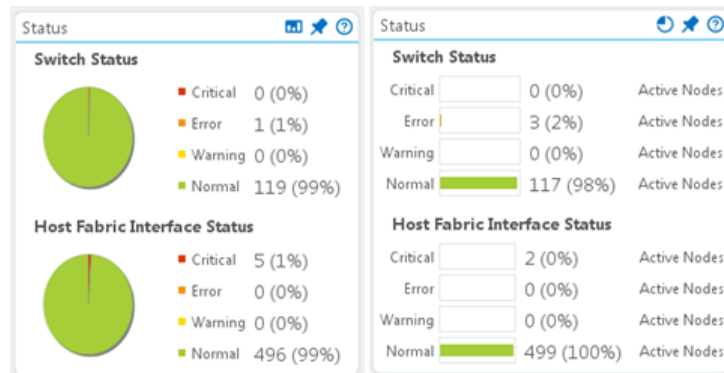 Status
Switch Status
Critical 0 (0%)
Error 1 (1%)
Warning 0 (0%)
Normal 119 (99%)
Host Fabric Interface Status
Critical 5 (1%)
Error 0 (0%)
Warning 0 (0%)
Normal 496 (99%)
Status
Switch Status
Critical 0 (0%) Active Nodes
Error 3 (2%) Active Nodes
Warning 0 (0%) Active Nodes
Normal 117 (98%) Active Nodes
Host Fabric Interface Status
Critical 2 (0%) Active Nodes
Error 0 (0%) Active Nodes
Warning 0 (0%) Active Nodes
Normal 499 (100%) Active Nodes